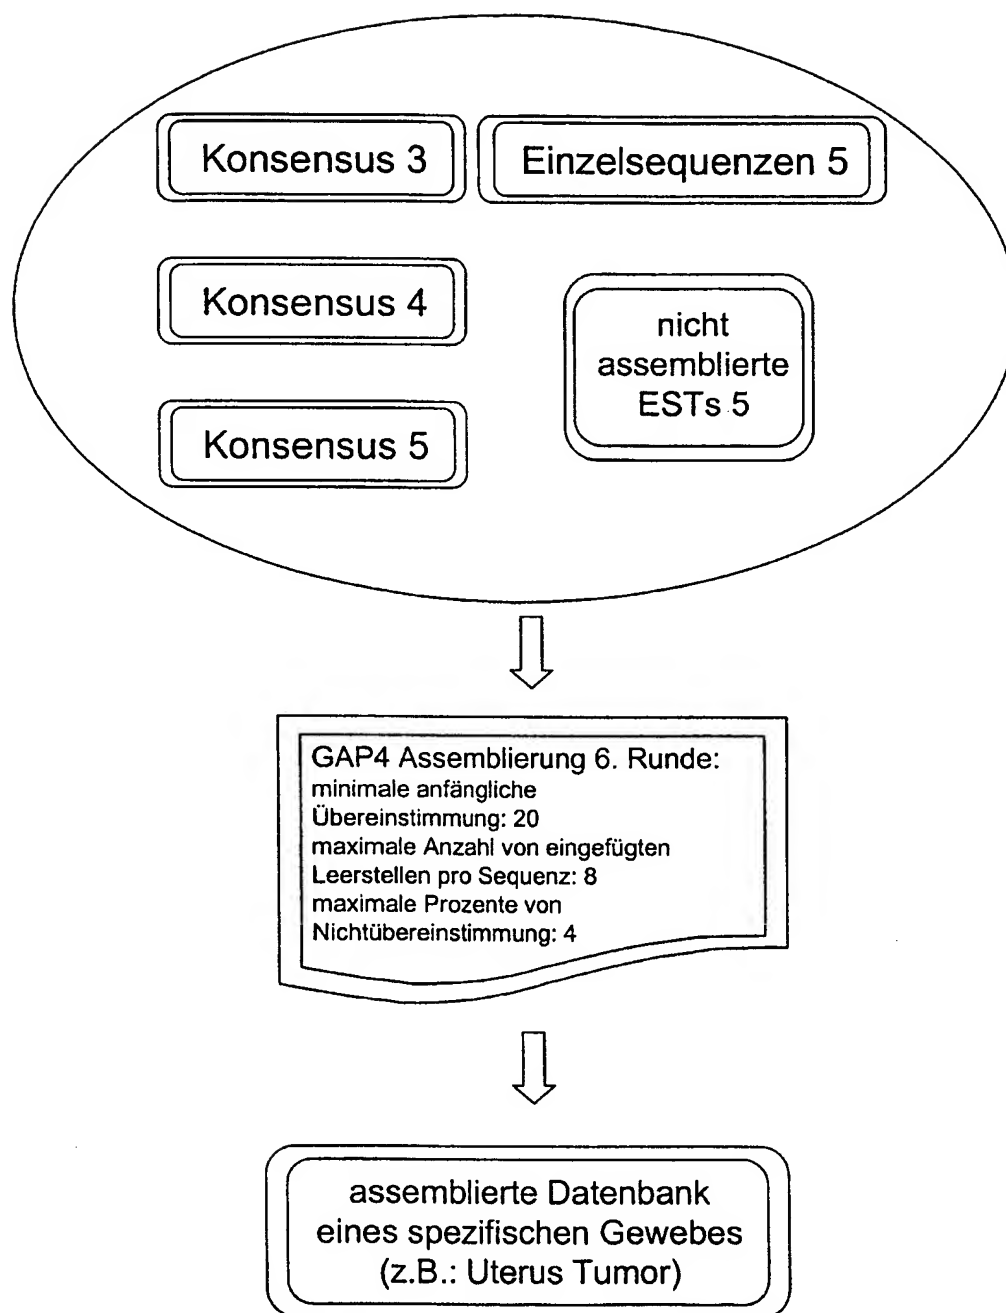 Konsensus 3
Einzelsequenzen 5
Konsensus 4
nicht
assemblierte
ESTs 5
Konsensus 5
GAP4 Assemblierung 6. Runde:
minimale anfängliche
Übereinstimmung: 20
maximale Anzahl von eingefügten
Leerstellen pro Sequenz: 8
maximale Prozente von
Nichtübereinstimmung: 4
assemblierte Datenbank
eines spezifischen Gewebes
(z.B.: Uterus Tumor)